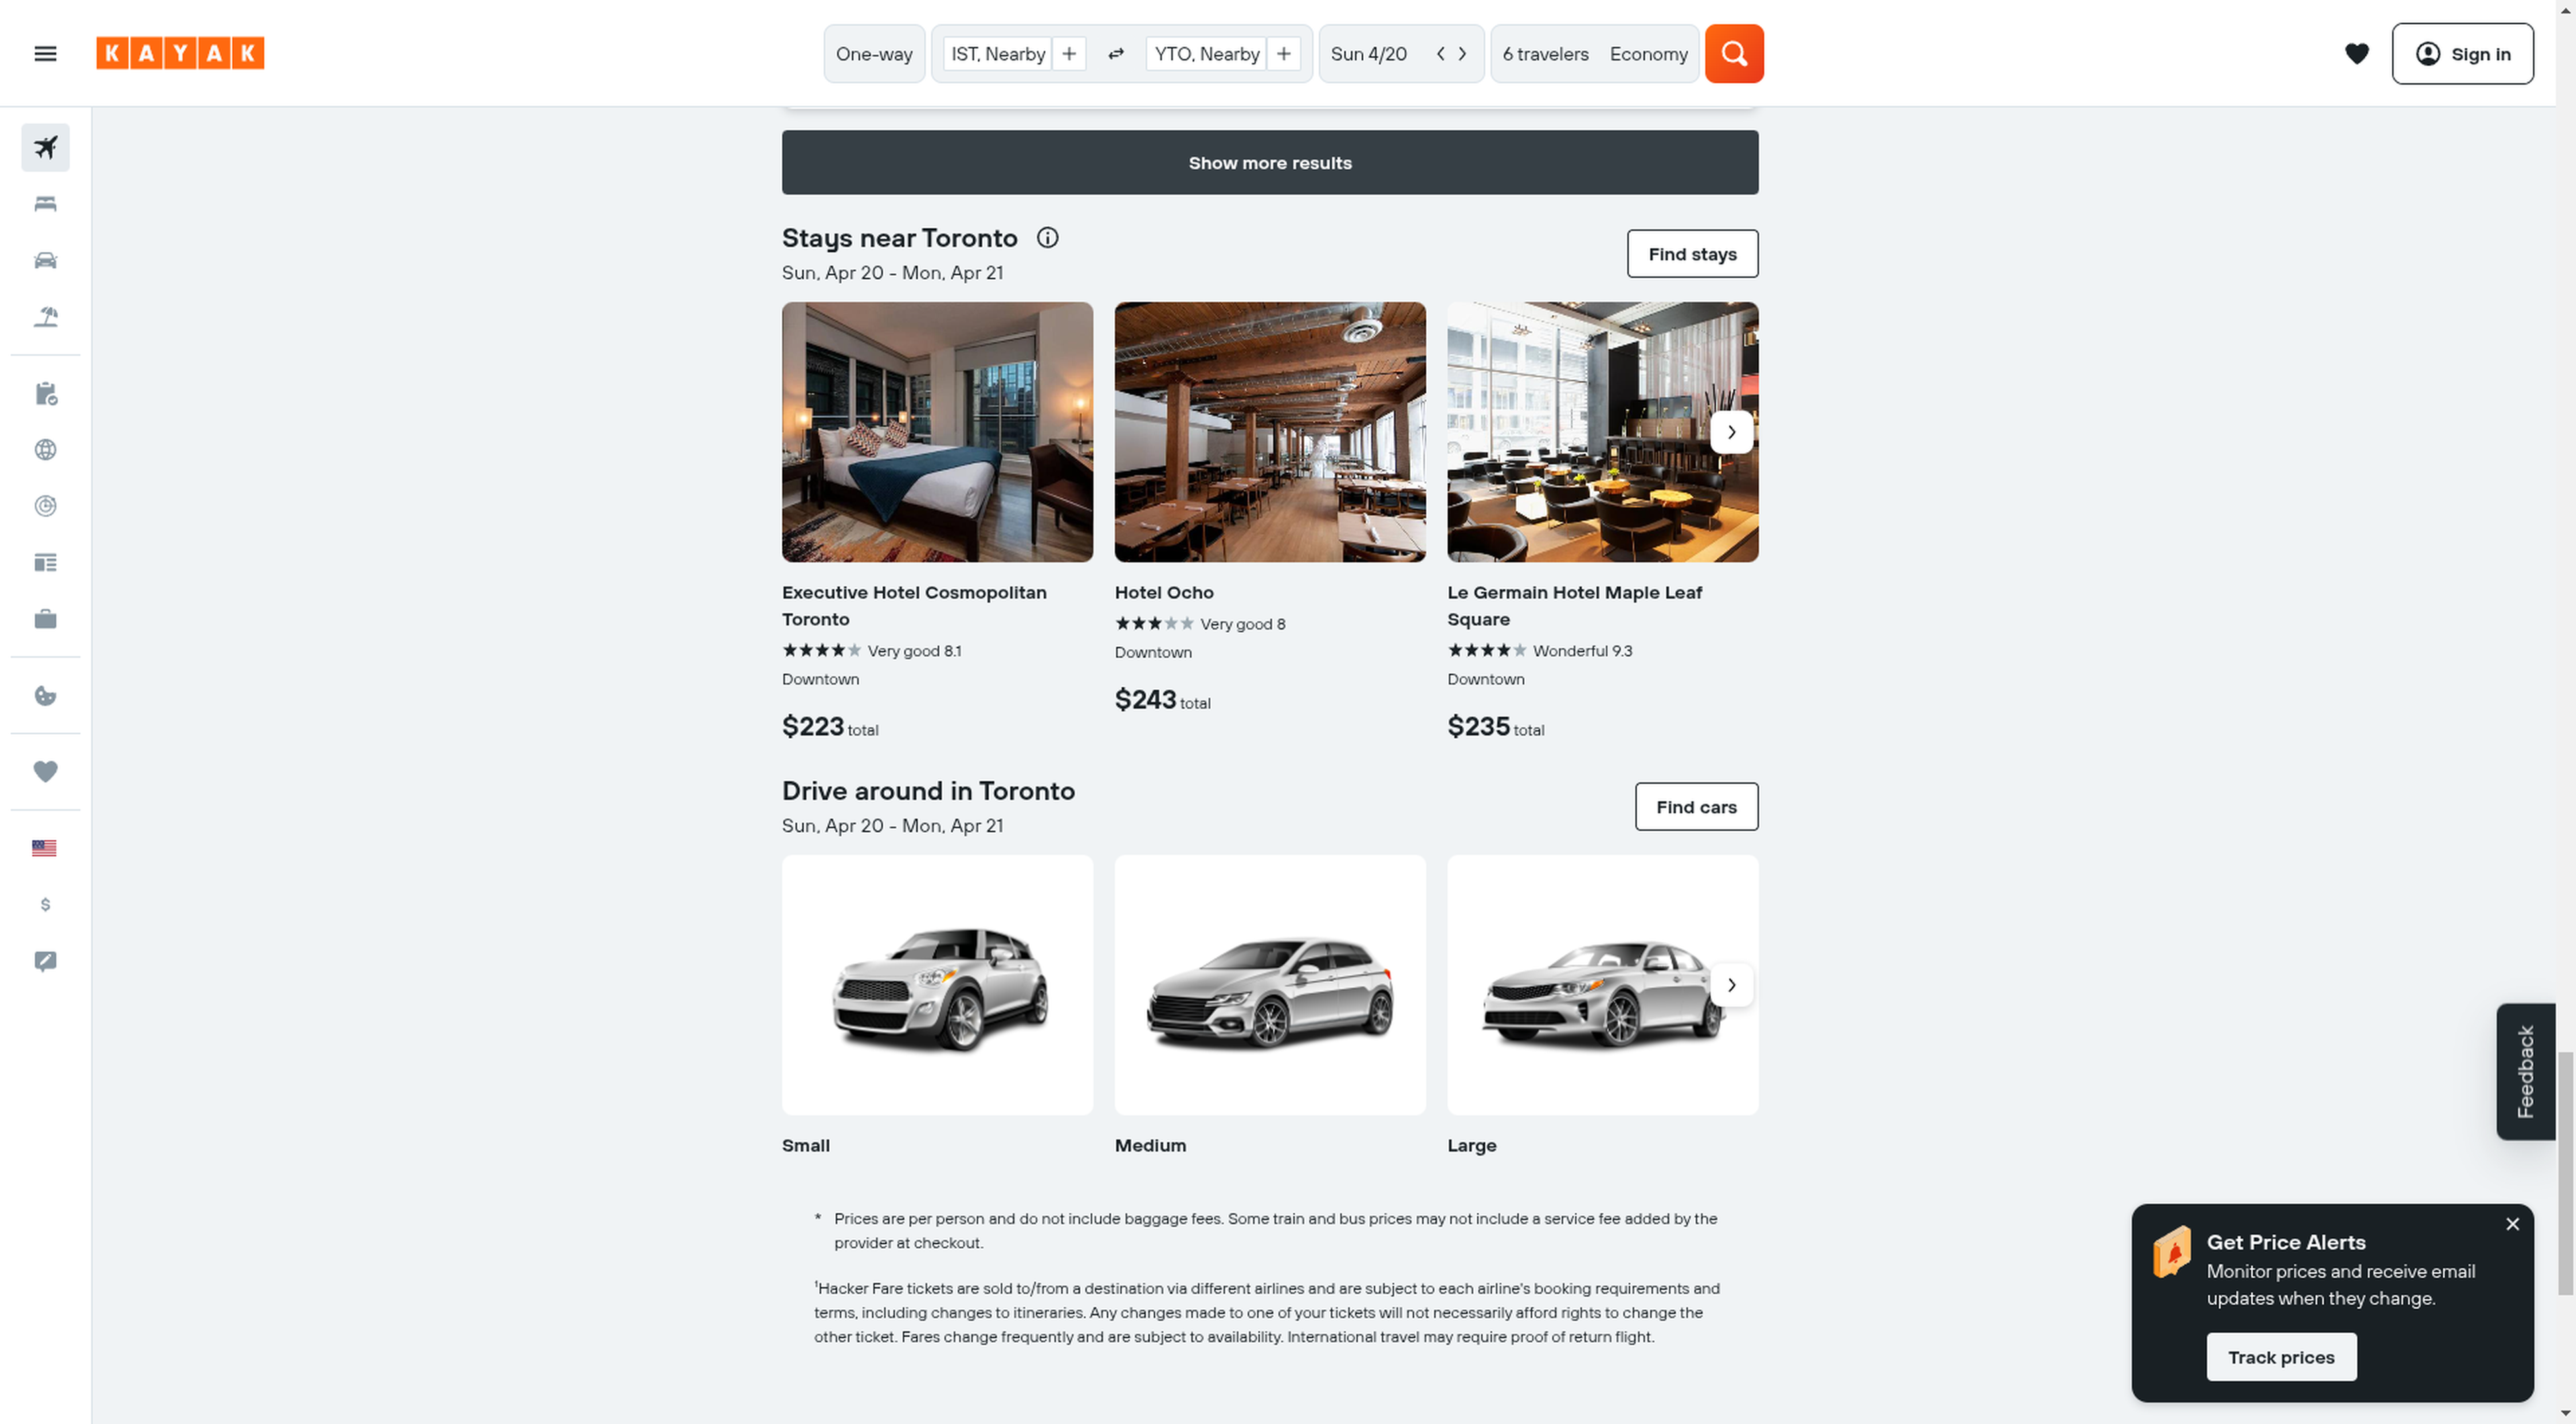 KAYAK
One-way
IST, Nearby
YTO, Nearby
Sun 4/20
6 travelers
Economy
Sign in
Show more results
Stays near Toronto
Sun, Apr 20 - Mon, Apr 21
Find stays
Executive Hotel Cosmopolitan
Toronto
Very good 8.1
Downtown
$223 total
Hotel Ocho
Very good 8
Downtown
$243 total
Le Germain Hotel Maple Leaf
Square
Wonderful 9.3
Downtown
$235 total
Drive around in Toronto
Sun, Apr 20 - Mon, Apr 21
Find cars
Small
Medium
Large
* Prices are per person and do not include baggage fees. Some train and bus prices may not include a service fee added by the
provider at checkout.
¹Hacker Fare tickets are sold to/from a destination via different airlines and are subject to each airline's booking requirements and
terms, including changes to itineraries. Any changes made to one of your tickets will not necessarily afford rights to change the
other ticket. Fares change frequently and are subject to availability. International travel may require proof of return flight.
$
Feedback
Get Price Alerts
Monitor prices and receive email
updates when they change.
Track prices